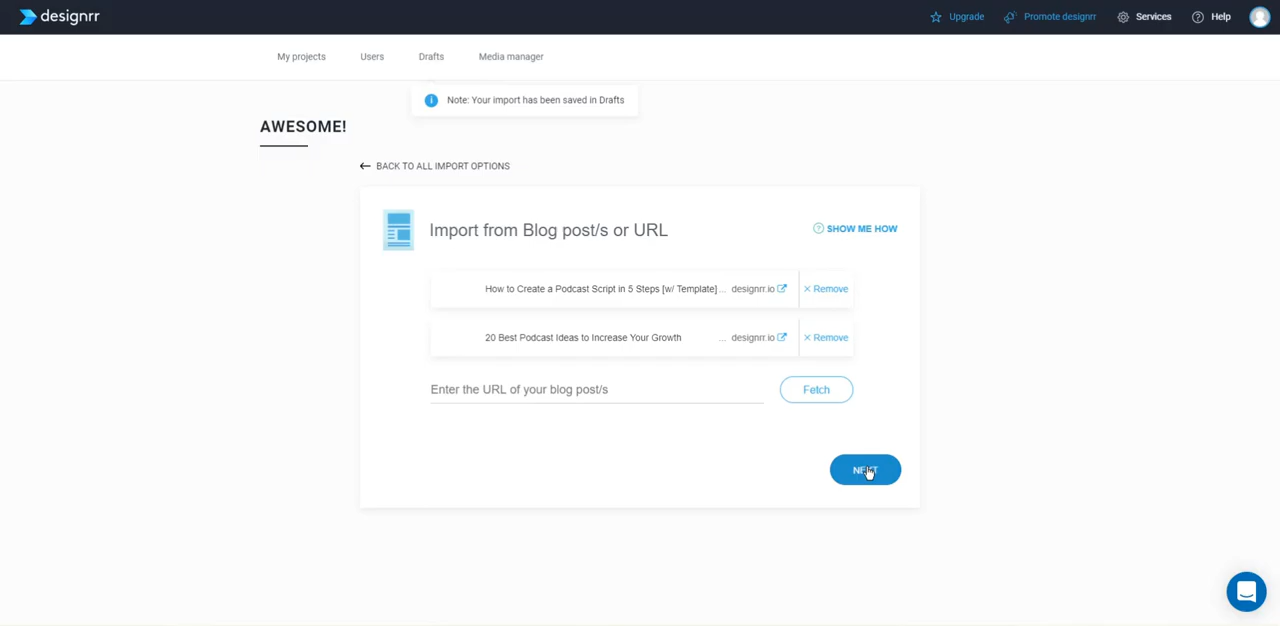 designrr
Upgrade
Promote designrr
Services
Help
My projects
Users
Drafts
Media manager
Note: Your import has been saved in Drafts
AWESOME!
BACK TO ALL IMPORT OPTIONS
Import from Blog post/s or URL
SHOW ME HOW
How to Create a Podcast Script in 5 Steps [w/ Template] ... designrr.io × Remove
20 Best Podcast Ideas to Increase Your Growth ... designrr.io × Remove
Enter the URL of your blog post/s
Fetch
NEXT